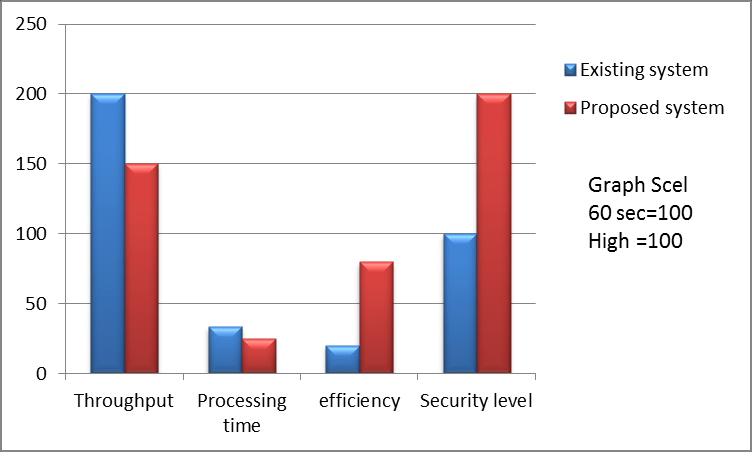 250
200
150
100
50
0
Throughput
Processing
time
efficiency
Security level
Existing system
Proposed system
Graph Scel
60 sec=100
High =100